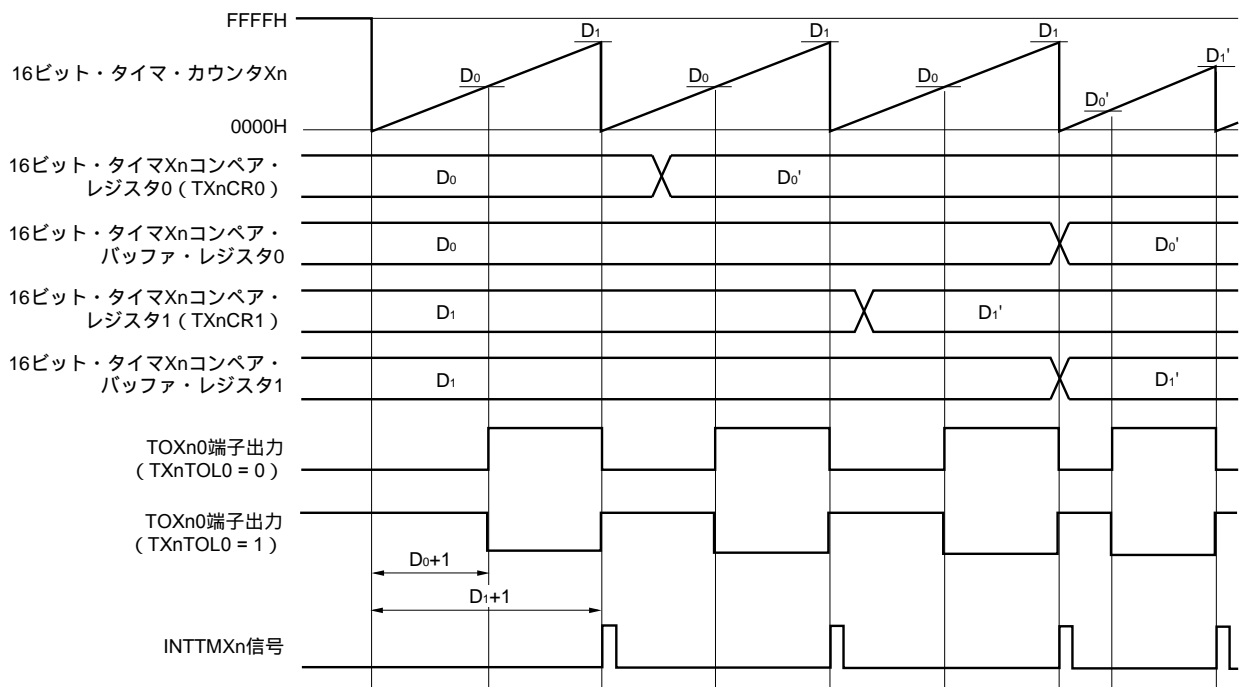 FFFFH
16ビット・タイマ・カウンタXn
0000H
D₀ D₁ D₀ D₁ D₀ D₁ D₀' D₁'
16ビット・タイマXnコンペア・
レジスタ0（TXnCR0）
D₀ D₀'
16ビット・タイマXnコンペア・
バッファ・レジスタ0
D₀ D₀'
16ビット・タイマXnコンペア・
レジスタ1（TXnCR1）
D₁ D₁'
16ビット・タイマXnコンペア・
バッファ・レジスタ1
D₁ D₁'
TOXn0端子出力
（TXnTOL0 = 0）
TOXn0端子出力
（TXnTOL0 = 1）
D₀+1
D₁+1
INTTMXn信号